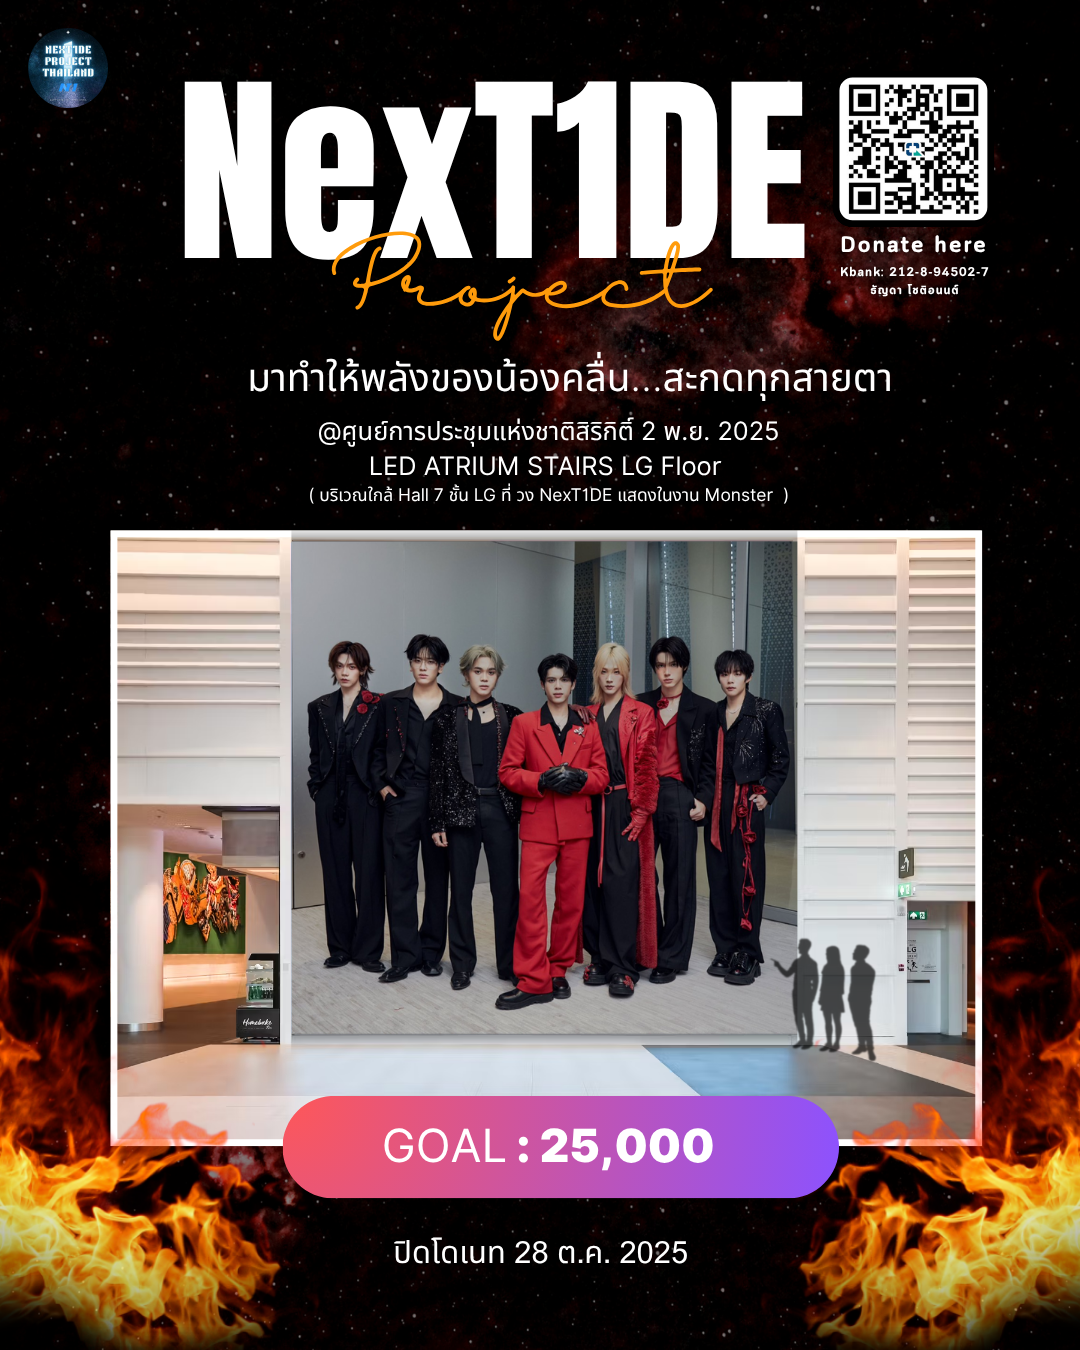 NEXT1DE
PROJECT
THAILAND
NexT1DE
Project
Donate here
Kbank: 212-8-94502-7
ธัญดา โชติอนนต์
มาทำให้พลังของน้องคลื่น...สะกดทุกสายตา
@ศูนย์การประชุมแห่งชาติสิริกิติ์ 2 พ.ย. 2025
LED ATRIUM STAIRS LG Floor
( บริเวณใกล้ Hall 7 ชั้น LG ที่ วง NexT1DE แสดงในงาน Monster )
LG
Homebake
GOAL : 25,000
ปิดโดเนท 28 ต.ค. 2025